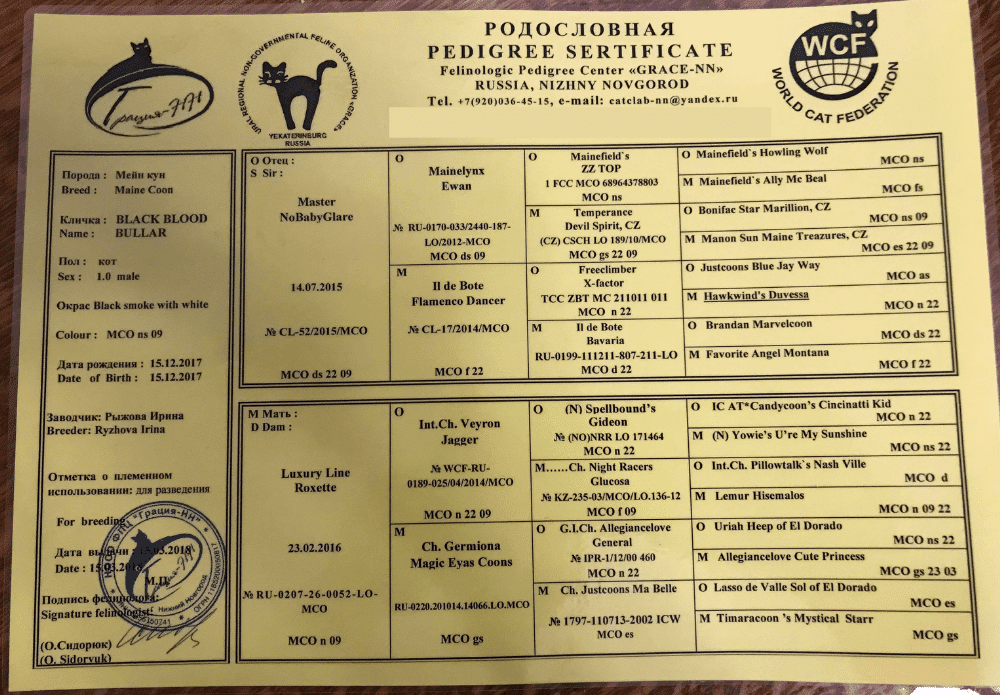 РОДОСЛОВНАЯ
PEDIGREE SERTIFICATE
Felinologic Pedigree Center «GRACE-NN»
RUSSIA, NIZHNY NOVGOROD
Tel. +7(920)036-45-15, e-mail: catclab-nn@yandex.ru
Грация-НН
URAL REGIONAL NON-GOVERNMENTAL FELINE ORGANIZATION «GRACE»
YEKATERINBURG
RUSSIA
WCF
WORLD CAT FEDERATION
Порода : Мейн кун
Breed : Maine Coon
Кличка : BLACK BLOOD
Name : BULLAR
Пол : кот
Sex : 1.0 male
Окрас Black smoke with white
Colour : MCO ns 09
Дата рождения : 15.12.2017
Date of Birth : 15.12.2017
Заводчик: Рыжова Ирина
Breeder: Ryzhova Irina
Отметка о племенном
использовании: для разведения
For breeding
Дата выдачи : 15.03.2018
Date : 15.03.2018
М.П.
Подпись фелинолога:
Signature felinologist:
(О.Сидорюк)
(O. Sidoryuk)
О Отец :
S Sir :
Master
NoBabyGlare
14.07.2015
№ CL-52/2015/MCO
MCO ds 22 09
O
Mainelynx
Ewan
№ RU-0170-033/2440-187-
LO/2012-MCO
MCO ds 09
M
Il de Bote
Flamenco Dancer
№ CL-17/2014/MCO
MCO f 22
O Mainefield`s
ZZ TOP
1 FCC MCO 68964378803
MCO ns
M Temperance
Devil Spirit, CZ
(CZ) CSCH LO 189/10/MCO
MCO gs 22 09
O Freeclimber
X-factor
TCC ZBT MC 211011 011
MCO n 22
M Il de Bote
Bavaria
RU-0199-111211-807-211-LO
MCO d 22
O Mainefield's Howling Wolf
MCO ns
M Mainefield's Ally Mc Beal
MCO fs
O Bonifac Star Marillion, CZ
MCO ns 09
M Manon Sun Maine Treazures, CZ
MCO es 22 09
O Justcoons Blue Jay Way
MCO as
M Hawkwind's Duvessa
MCO n 22
O Brandan Marvelcoon
MCO ds 22
M Favorite Angel Montana
MCO f 22
М Мать :
D Dam :
Luxury Line
Roxette
23.02.2016
№ RU-0207-26-0052-LO-
MCO
MCO n 09
O
Int.Ch. Veyron
Jagger
№ WCF-RU-
0189-025/04/2014/MCO
MCO n 22 09
M
Ch. Germiona
Magic Eyas Coons
RU-0220.201014.14066.LO.MCO
MCO gs
O (N) Spellbound's
Gideon
№ (NO)NRR LO 171464
MCO n 22
M......Ch. Night Racers
Glucosa
№ KZ-235-03/MCO/LO.136-12
MCO f 09
O G.I.Ch. Allegiancelove
General
№ IPR-1/12/00 460
MCO n 22
M Ch. Justcoons Ma Belle
№ 1797-110713-2002 ICW
MCO es
O IC AT*Candycoon's Cincinatti Kid
MCO n 22
M (N) Yowie's U're My Sunshine
MCO ns 22
O Int.Ch. Pillowtalk`s Nash Ville
MCO d
M Lemur Hisemalos
MCO n 09 22
O Uriah Heep of El Dorado
MCO ns 22
M Allegiancelove Cute Princess
MCO gs 23 03
O Lasso de Valle Sol of El Dorado
MCO es
M Timaracoon 's Mystical Starr
MCO gs